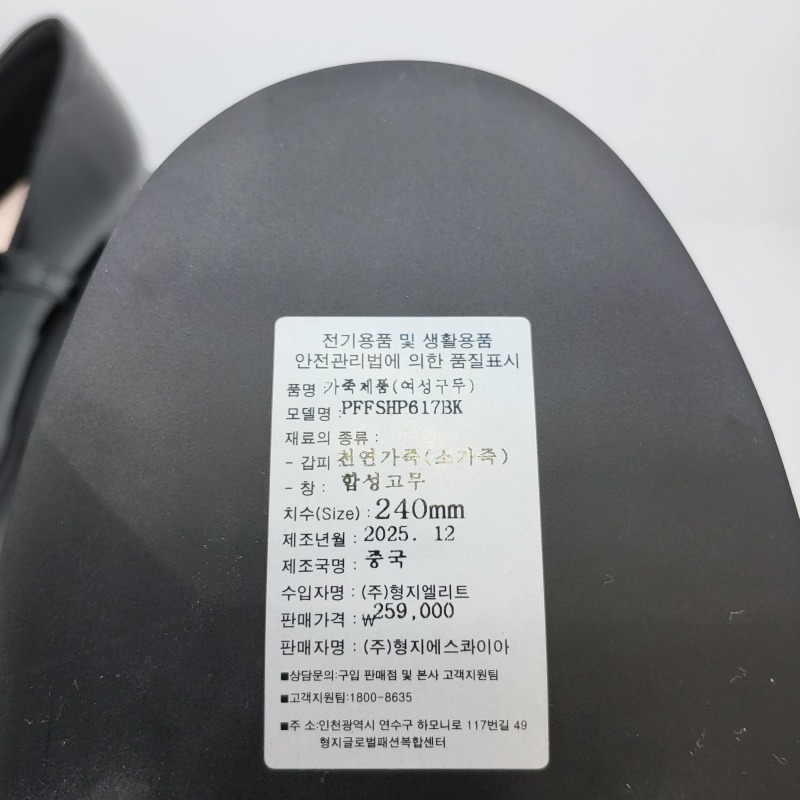 전기용품 및 생활용품
안전관리법에 의한 품질표시
품명 : 가죽제품(여성구두)
모델명 : PFFSHP617BK
재료의 종류 :
- 갑피 : 천연가죽(소가죽)
- 창 : 합성고무
치수(Size) : 240mm
제조년월 : 2025. 12
제조국명 : 중국
수입자명 : (주)형지엘리트
판매가격 : ₩259,000
판매자명 : (주)형지에스콰이아
■상담문의:구입 판매점 및 본사 고객지원팀
■고객지원팀:1800-8635
■주 소:인천광역시 연수구 하모니로 117번길 49
형지글로벌패션복합센터